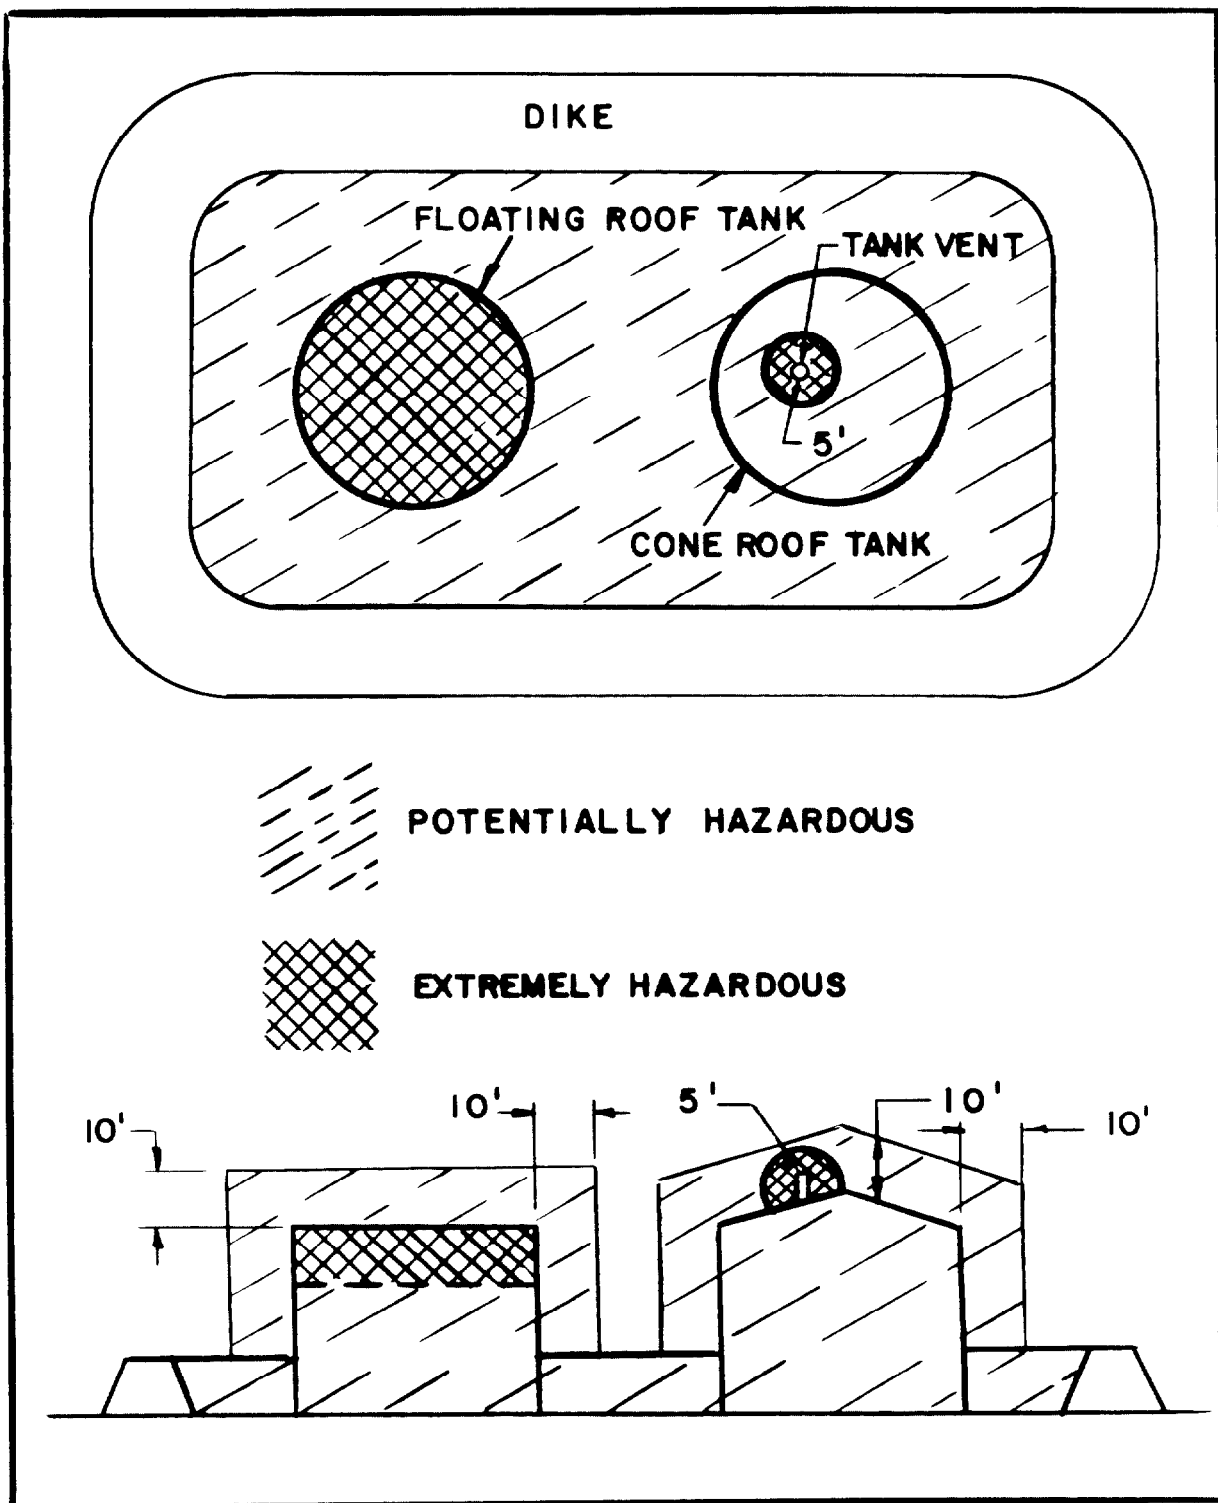 DIKE
FLOATING ROOF TANK
TANK VENT
5'
CONE ROOF TANK
POTENTIALLY HAZARDOUS
EXTREMELY HAZARDOUS
10'
10'
5'
10'
10'